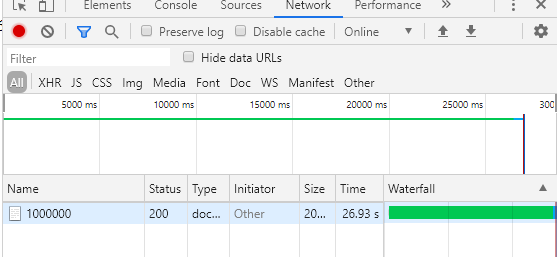 Elements Console Sources Network Performance
Preserve log Disable cache Online
Filter Hide data URLs
All XHR JS CSS Img Media Font Doc WS Manifest Other
5000 ms 10000 ms 15000 ms 20000 ms 25000 ms 300
Name Status Type Initiator Size Time Waterfall
1000000 200 doc... Other 20... 26.93 s